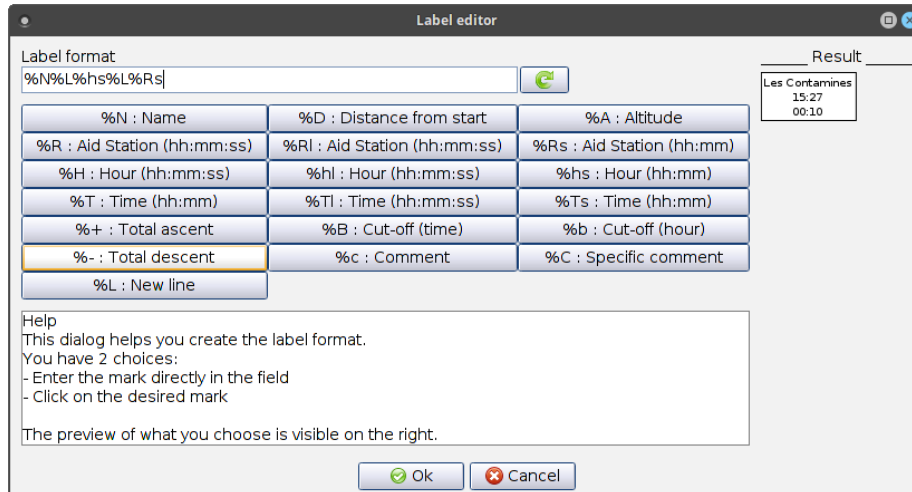 Label editor
Label format
Result
%N%L%hs%L%Rs
Les Contamines
15:27
00:10
%N : Name
%D : Distance from start
%A : Altitude
%R : Aid Station (hh:mm:ss)
%Rl : Aid Station (hh:mm:ss)
%Rs : Aid Station (hh:mm)
%H : Hour (hh:mm:ss)
%hl : Hour (hh:mm:ss)
%hs : Hour (hh:mm)
%T : Time (hh:mm)
%Tl : Time (hh:mm:ss)
%Ts : Time (hh:mm)
%+ : Total ascent
%B : Cut-off (time)
%b : Cut-off (hour)
%- : Total descent
%c : Comment
%C : Specific comment
%L : New line
Help
This dialog helps you create the label format.
You have 2 choices:
- Enter the mark directly in the field
- Click on the desired mark
The preview of what you choose is visible on the right.
Ok
Cancel